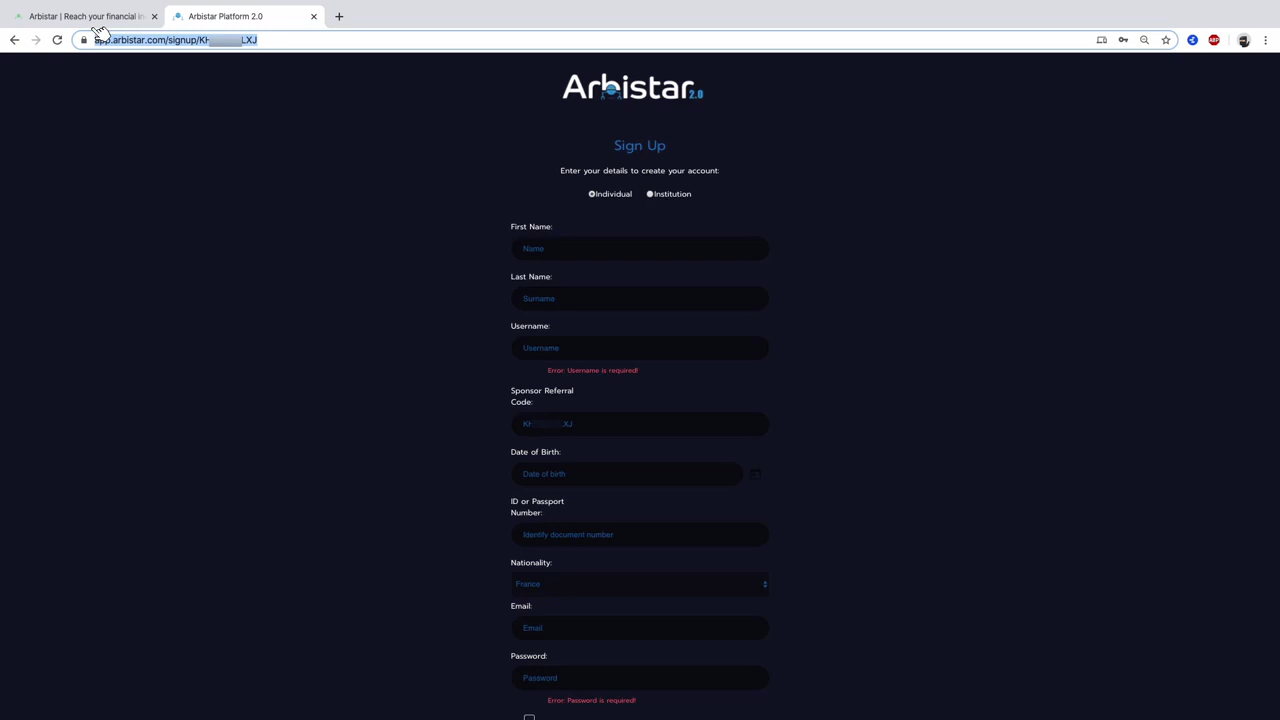 Arbistar | Reach your financial in
Arbistar Platform 2.0
app.arbistar.com/signup/KH LXJ
ABP
Arbistar 2.0
Sign Up
Enter your details to create your account:
Individual Institution
First Name:
Name
Last Name:
Surname
Username:
Username
Error: Username is required!
Sponsor Referral
Code:
KH XJ
Date of Birth:
Date of birth
ID or Passport
Number:
Identify document number
Nationality:
France
Email:
Email
Password:
Password
Error: Password is required!